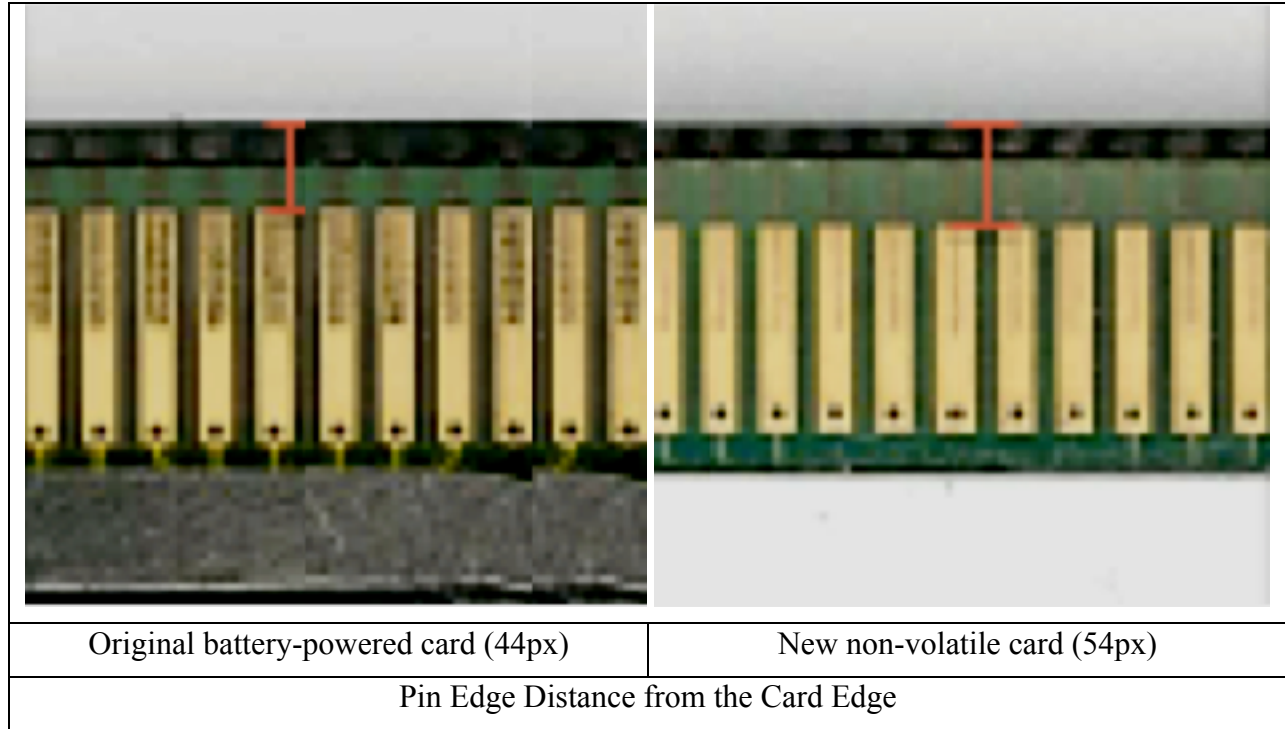 Original battery-powered card (44px)
New non-volatile card (54px)
Pin Edge Distance from the Card Edge